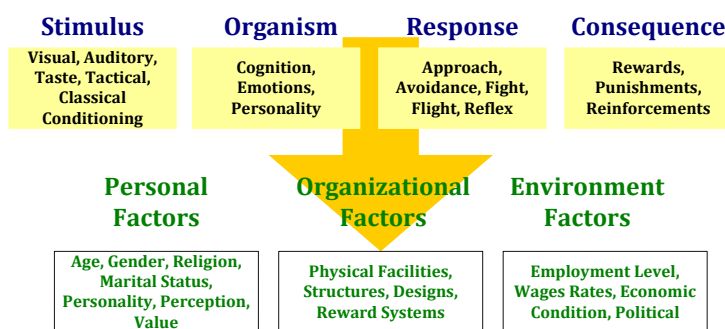 Stimulus
Visual, Auditory,
Taste, Tactical,
Classical
Conditioning
Organism
Cognition,
Emotions,
Personality
Response
Approach,
Avoidance, Fight,
Flight, Reflex
Consequence
Rewards,
Punishments,
Reinforcements
Personal
Factors
Age, Gender, Religion,
Marital Status,
Personality, Perception,
Value
Organizational
Factors
Physical Facilities,
Structures, Designs,
Reward Systems
Environment
Factors
Employment Level,
Wages Rates, Economic
Condition, Political